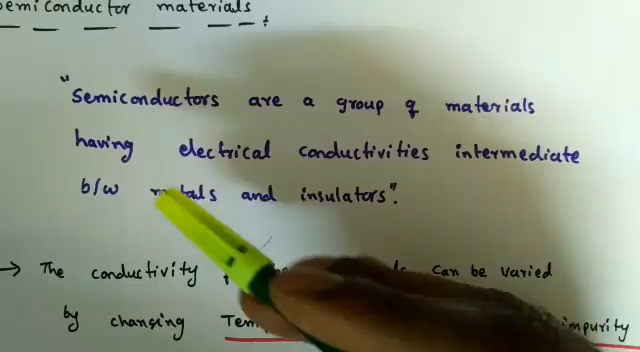 Semiconductor materials:
"Semiconductors are a group of materials
having electrical conductivities intermediate
b/w metals and insulators".
→ The conductivity can be varied
by changing impurity